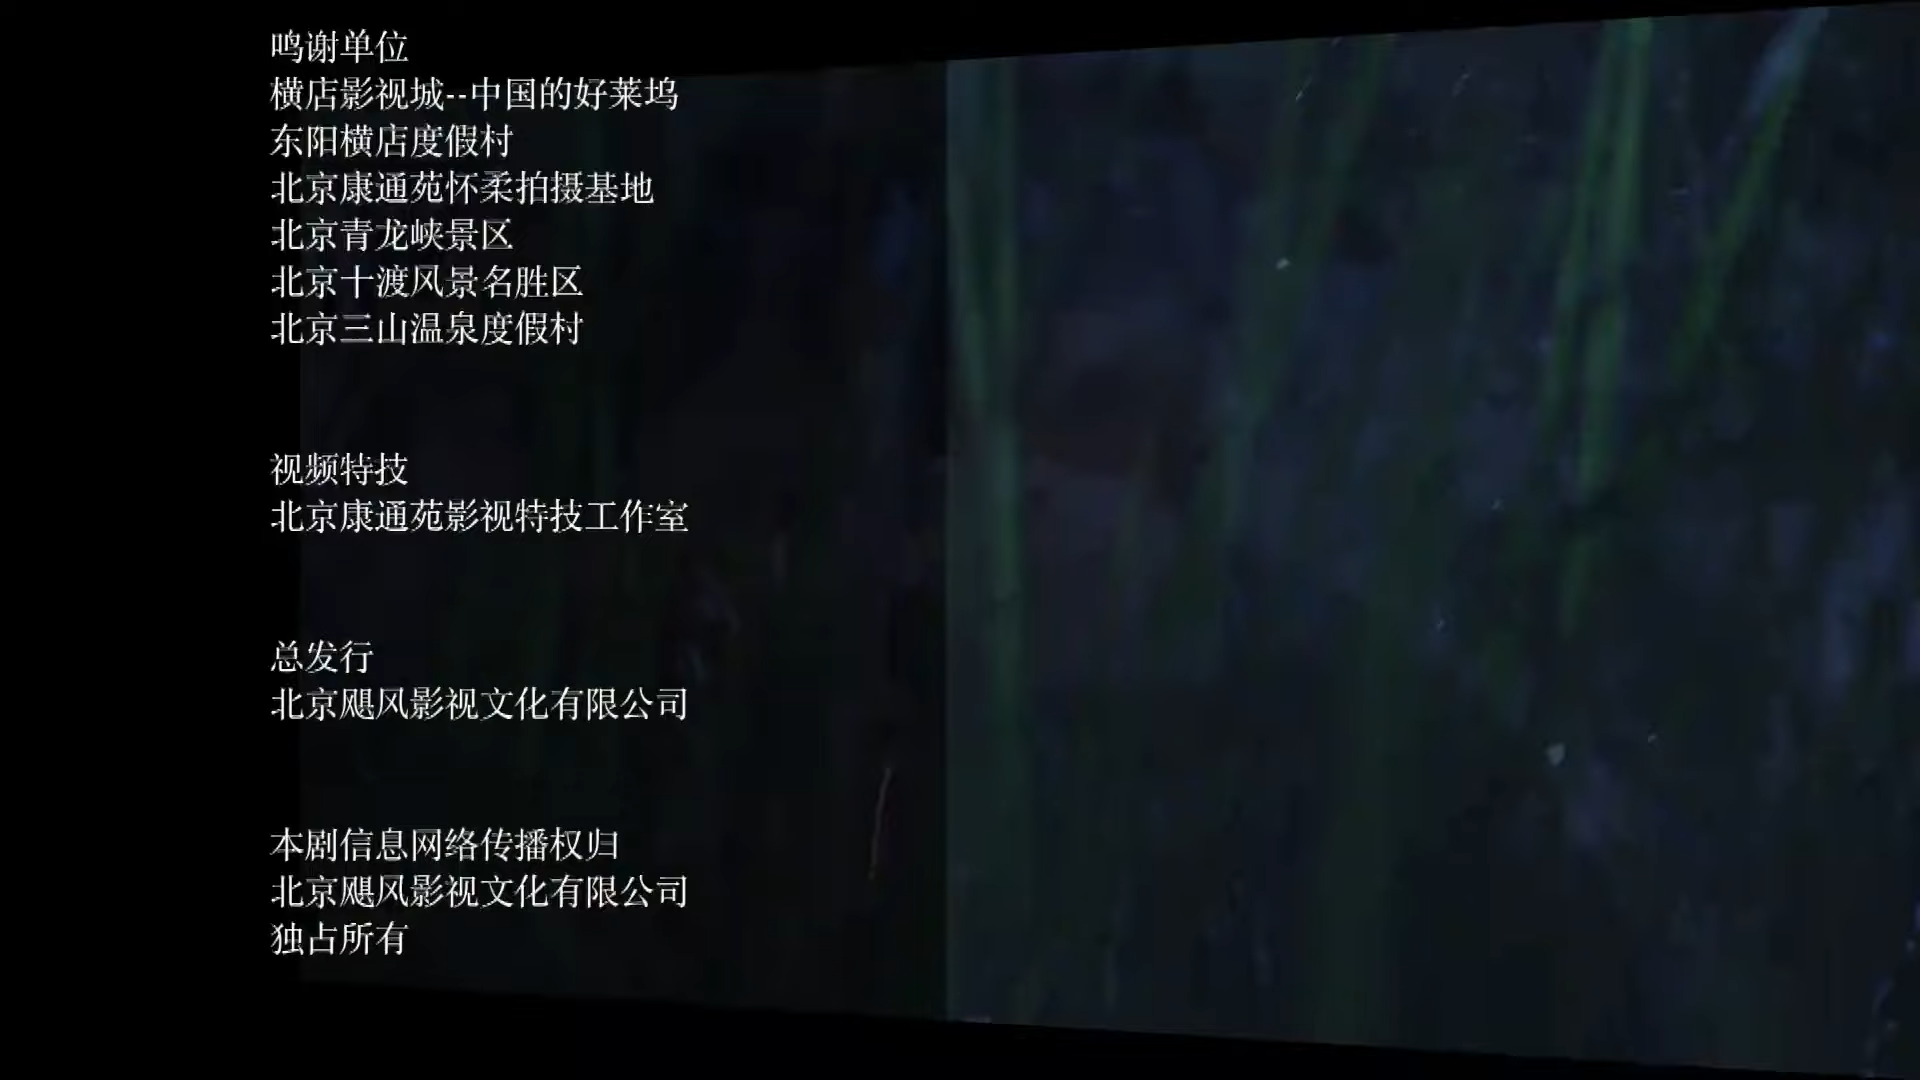 鸣谢单位
横店影视城--中国的好莱坞
东阳横店度假村
北京康通苑怀柔拍摄基地
北京青龙峡景区
北京十渡风景名胜区
北京三山温泉度假村
视频特技
北京康通苑影视特技工作室
总发行
北京飓风影视文化有限公司
本剧信息网络传播权归
北京飓风影视文化有限公司
独占所有